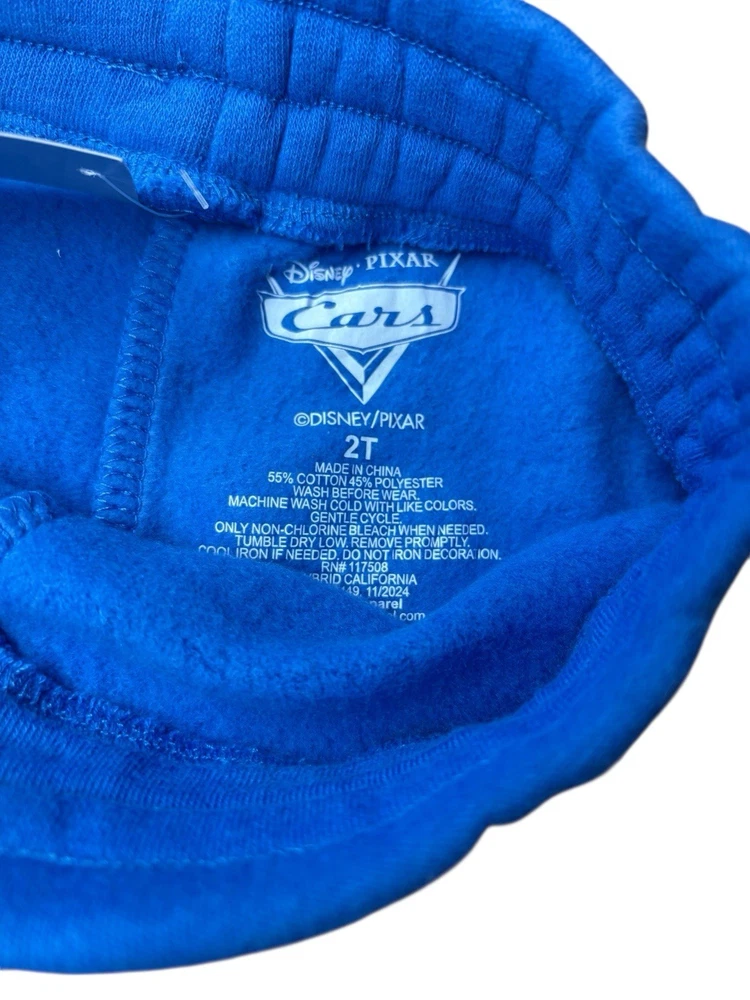 Disney · PIXAR
Cars
©DISNEY/PIXAR
2T
MADE IN CHINA
55% COTTON 45% POLYESTER
WASH BEFORE WEAR.
MACHINE WASH COLD WITH LIKE COLORS.
GENTLE CYCLE.
ONLY NON-CHLORINE BLEACH WHEN NEEDED.
TUMBLE DRY LOW. REMOVE PROMPTLY.
COOL IRON IF NEEDED. DO NOT IRON DECORATION.
RN# 117508
CALIFORNIA
11/2024